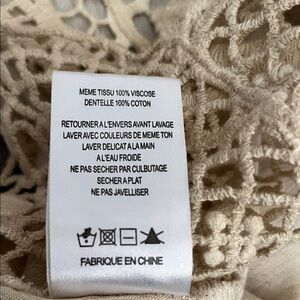 MEME TISSU 100% VISCOSE
DENTELLE 100% COTON
RETOURNER A L'ENVERS AVANT LAVAGE
LAVER AVEC COULEURS DE MEME TON
LAVER DELICAT A LA MAIN
A L'EAU FROIDE
NE PAS SECHER PAR CULBUTAGE
SECHER A PLAT
NE PAS JAVELLISER
FABRIQUE EN CHINE